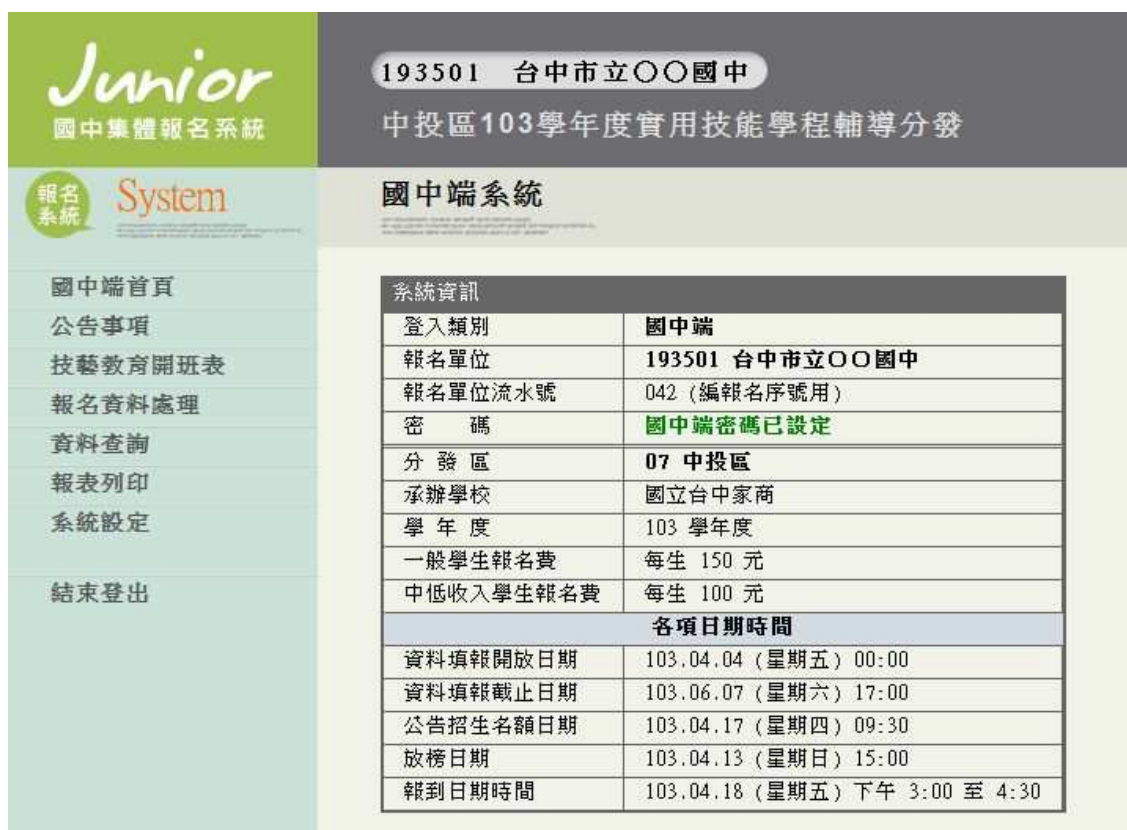 Junior
國中集體報名系統
193501 台中市立〇〇國中
中投區103學年度實用技能學程輔導分發
報名
系統
System
國中端系統
國中端首頁
公告事項
技藝教育開班表
報名資料處理
資料查詢
報表列印
系統設定
結束登出
系統資訊
登入類別 國中端
報名單位 193501 台中市立〇〇國中
報名單位流水號 042 (編報名序號用)
密 碼 國中端密碼已設定
分 發 區 07 中投區
承辦學校 國立台中家商
學 年 度 103 學年度
一般學生報名費 每生 150 元
中低收入學生報名費 每生 100 元
各項日期時間
資料填報開放日期 103.04.04 (星期五) 00:00
資料填報截止日期 103.06.07 (星期六) 17:00
公告招生名額日期 103.04.17 (星期四) 09:30
放榜日期 103.04.13 (星期日) 15:00
報到日期時間 103.04.18 (星期五) 下午 3:00 至 4:30